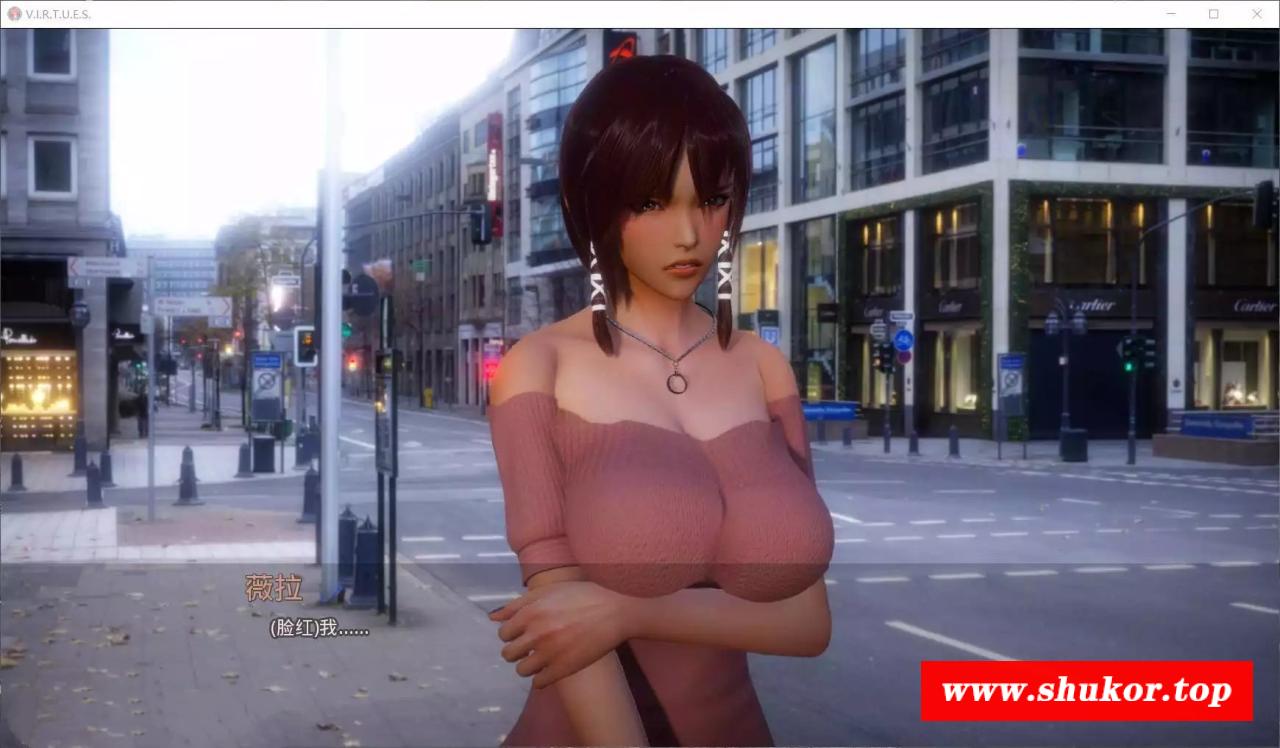 V.I.R.T.U.E.S.
Cartier
Cartier
Cartier
薇拉
(脸红)我......
www.shukor.top